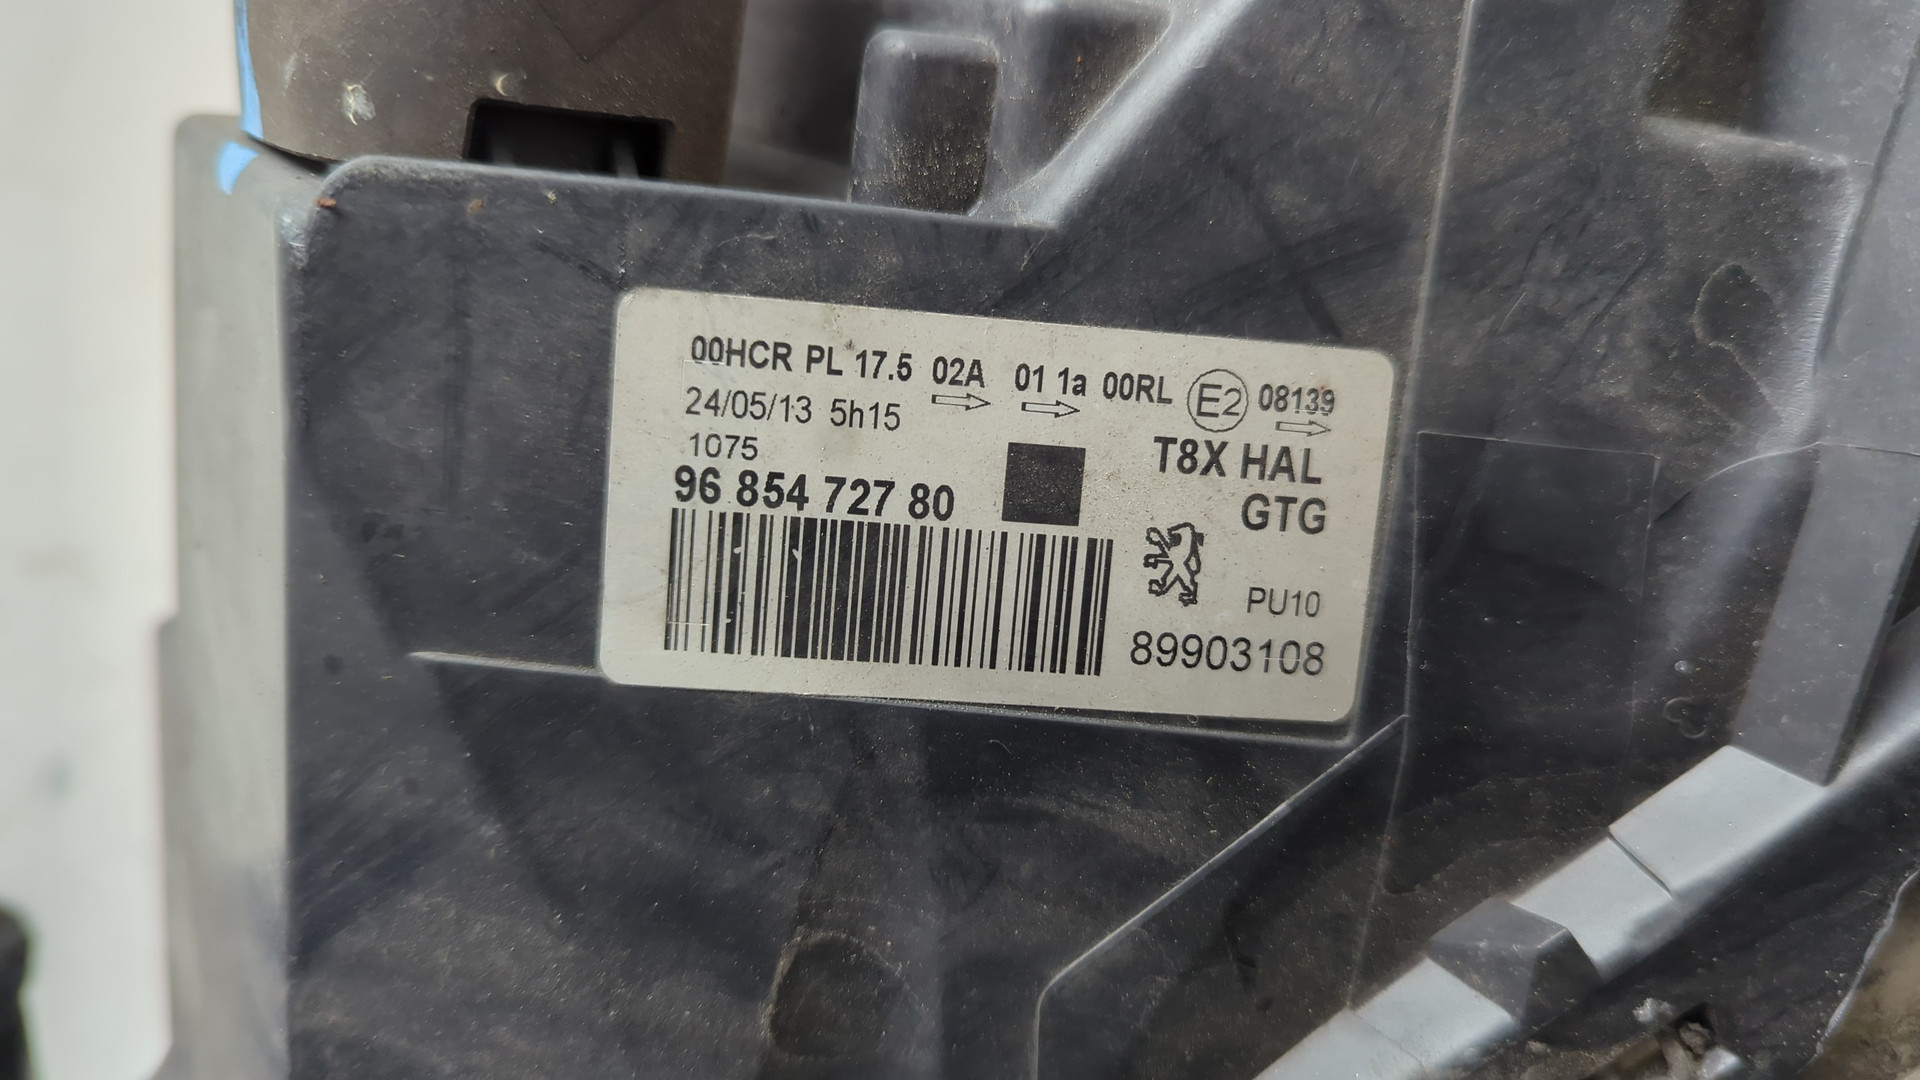 00HCR PL 17.5 02A 01 1a 00RL E2 08139
24/05/13 5h15
1075
T8X HAL
96 854 727 80
GTG
PU10
89903108